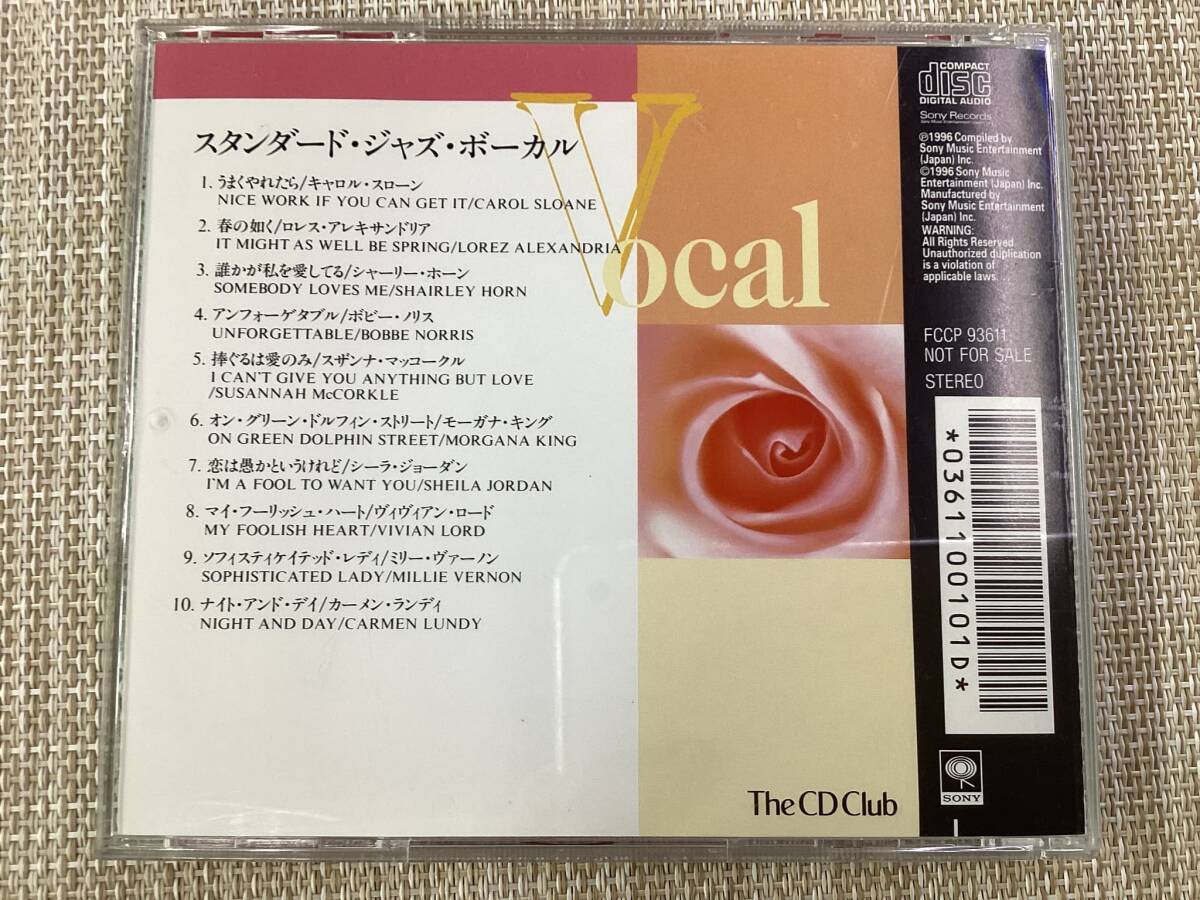 スタンダード・ジャズ・ボーカル
Vocal
1. うまくやれたら/キャロル・スローン
NICE WORK IF YOU CAN GET IT/CAROL SLOANE
2. 春の如く/ロレス・アレキサンドリア
IT MIGHT AS WELL BE SPRING/LOREZ ALEXANDRIA
3. 誰かが私を愛してる/シャーリー・ホーン
SOMEBODY LOVES ME/SHAIRLEY HORN
4. アンフォーゲタブル/ボビー・ノリス
UNFORGETTABLE/BOBBE NORRIS
5. 捧ぐるは愛のみ/スザンナ・マッコークル
I CAN'T GIVE YOU ANYTHING BUT LOVE
/SUSANNAH McCORKLE
6. オン・グリーン・ドルフィン・ストリート/モーガナ・キング
ON GREEN DOLPHIN STREET/MORGANA KING
7. 恋は愚かというけれど/シーラ・ジョーダン
I'M A FOOL TO WANT YOU/SHEILA JORDAN
8. マイ・フーリッシュ・ハート/ヴィヴィアン・ロード
MY FOOLISH HEART/VIVIAN LORD
9. ソフィスティケイテッド・レディ/ミリー・ヴァーノン
SOPHISTICATED LADY/MILLIE VERNON
10. ナイト・アンド・デイ/カーメン・ランディ
NIGHT AND DAY/CARMEN LUNDY
The CD Club
COMPACT
disc
DIGITAL AUDIO
Sony Records
℗1996 Compiled by
Sony Music Entertainment
(Japan) Inc.
©1996 Sony Music
Entertainment (Japan) Inc.
Manufactured by
Sony Music Entertainment
(Japan) Inc.
WARNING:
All Rights Reserved.
Unauthorized duplication
is a violation of
applicable laws.
FCCP 93611
NOT FOR SALE
STEREO
*0361100101D*
SONY